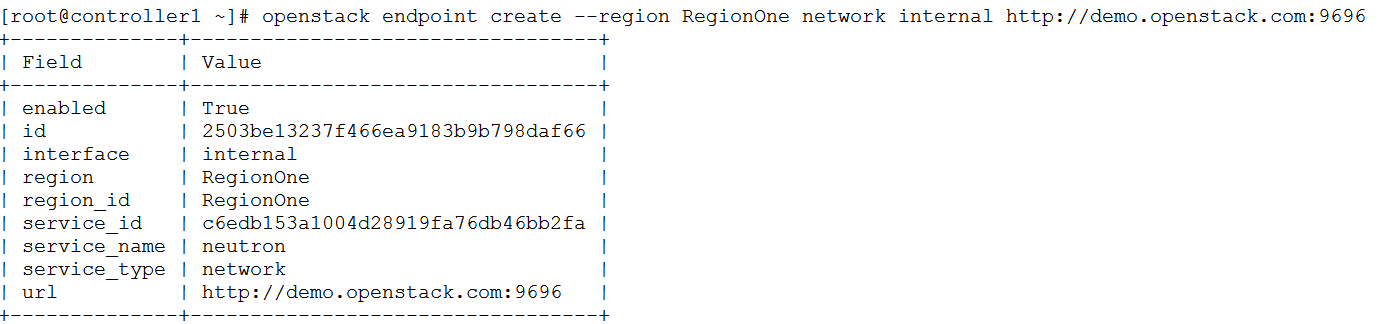 [root@controller1 ~]# openstack endpoint create --region RegionOne network internal http://demo.openstack.com:9696
+--------------+----------------------------------+
| Field        | Value                            |
+--------------+----------------------------------+
| enabled      | True                             |
| id           | 2503be13237f466ea9183b9b798daf66 |
| interface    | internal                         |
| region       | RegionOne                        |
| region_id    | RegionOne                        |
| service_id   | c6edb153a1004d28919fa76db46bb2fa |
| service_name | neutron                          |
| service_type | network                          |
| url          | http://demo.openstack.com:9696   |
+--------------+----------------------------------+